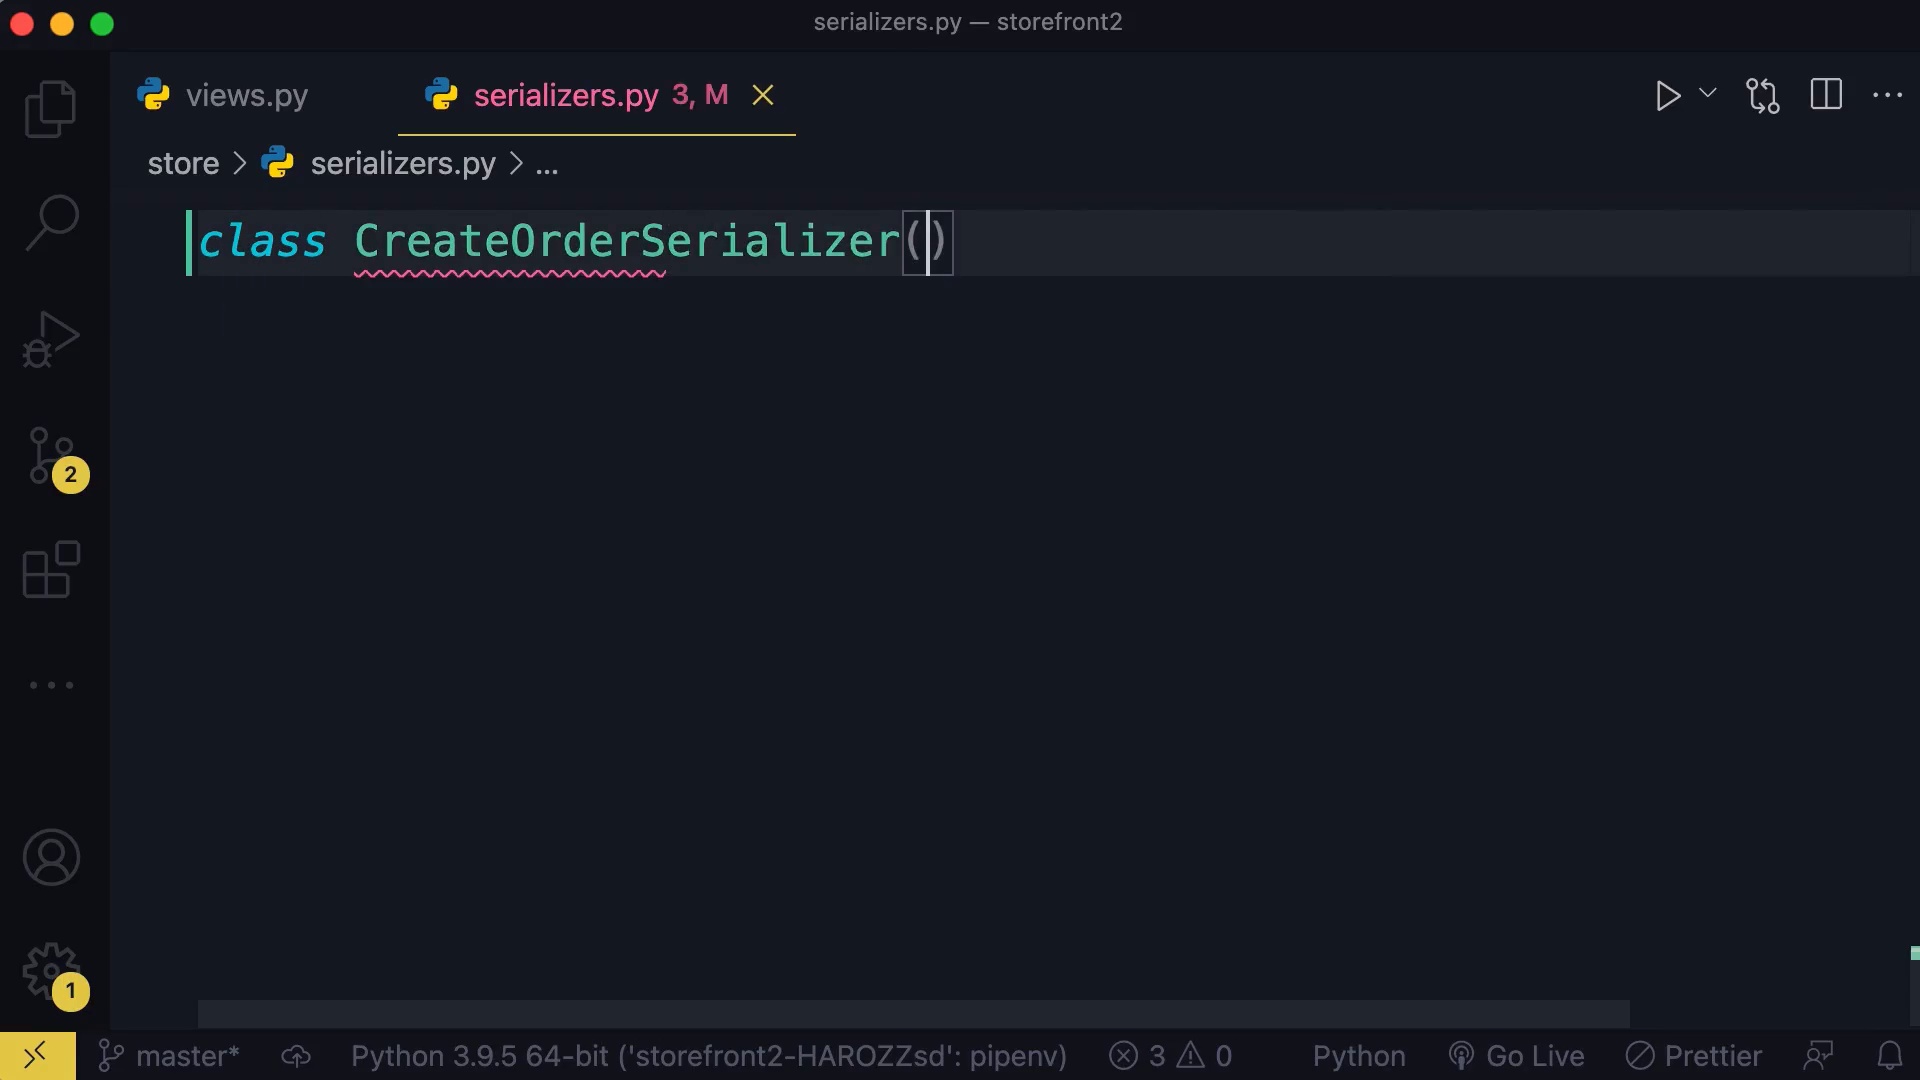 serializers.py — storefront2
views.py
serializers.py 3, M
store > serializers.py > ...
class CreateOrderSerializer()
2
1
master*
Python 3.9.5 64-bit ('storefront2-HAROZZsd': pipenv)
3
0
Python
Go Live
Prettier